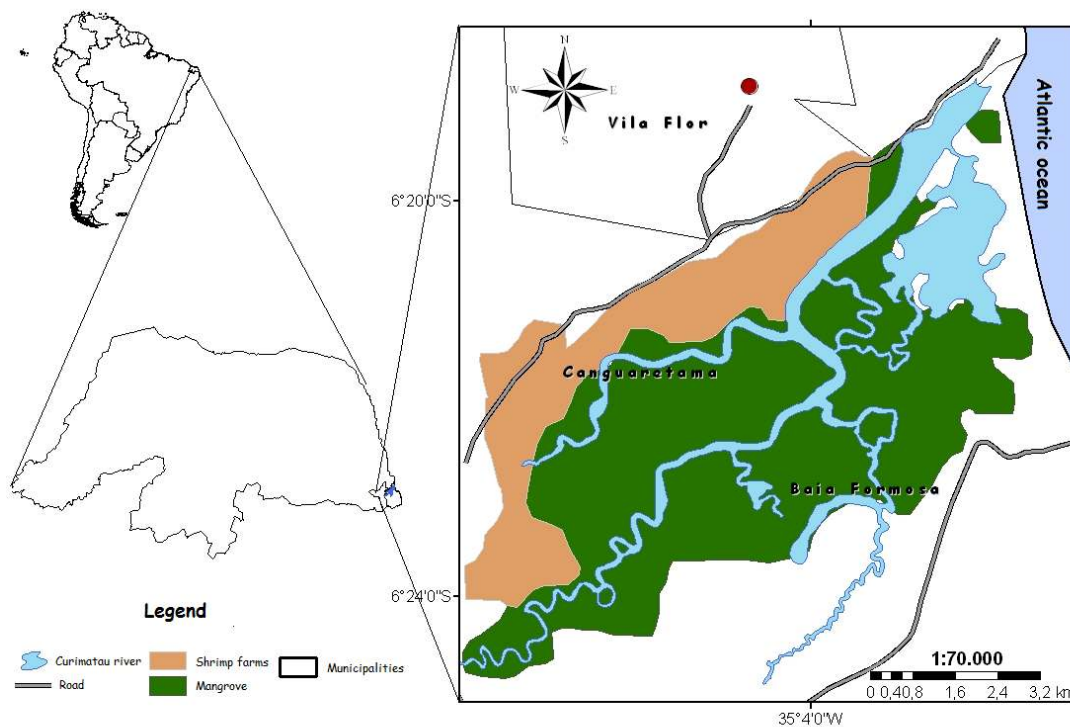 N
W
E
S
Vila Flor
Atlantic ocean
6°20'0"S
Canguaretama
Baia Formosa
6°24'0"S
Legend
Curimatau river
Shrimp farms
Municipalities
Road
Mangrove
1:70.000
0 0,40,8 1,6 2,4 3,2 km
35°4'0"W